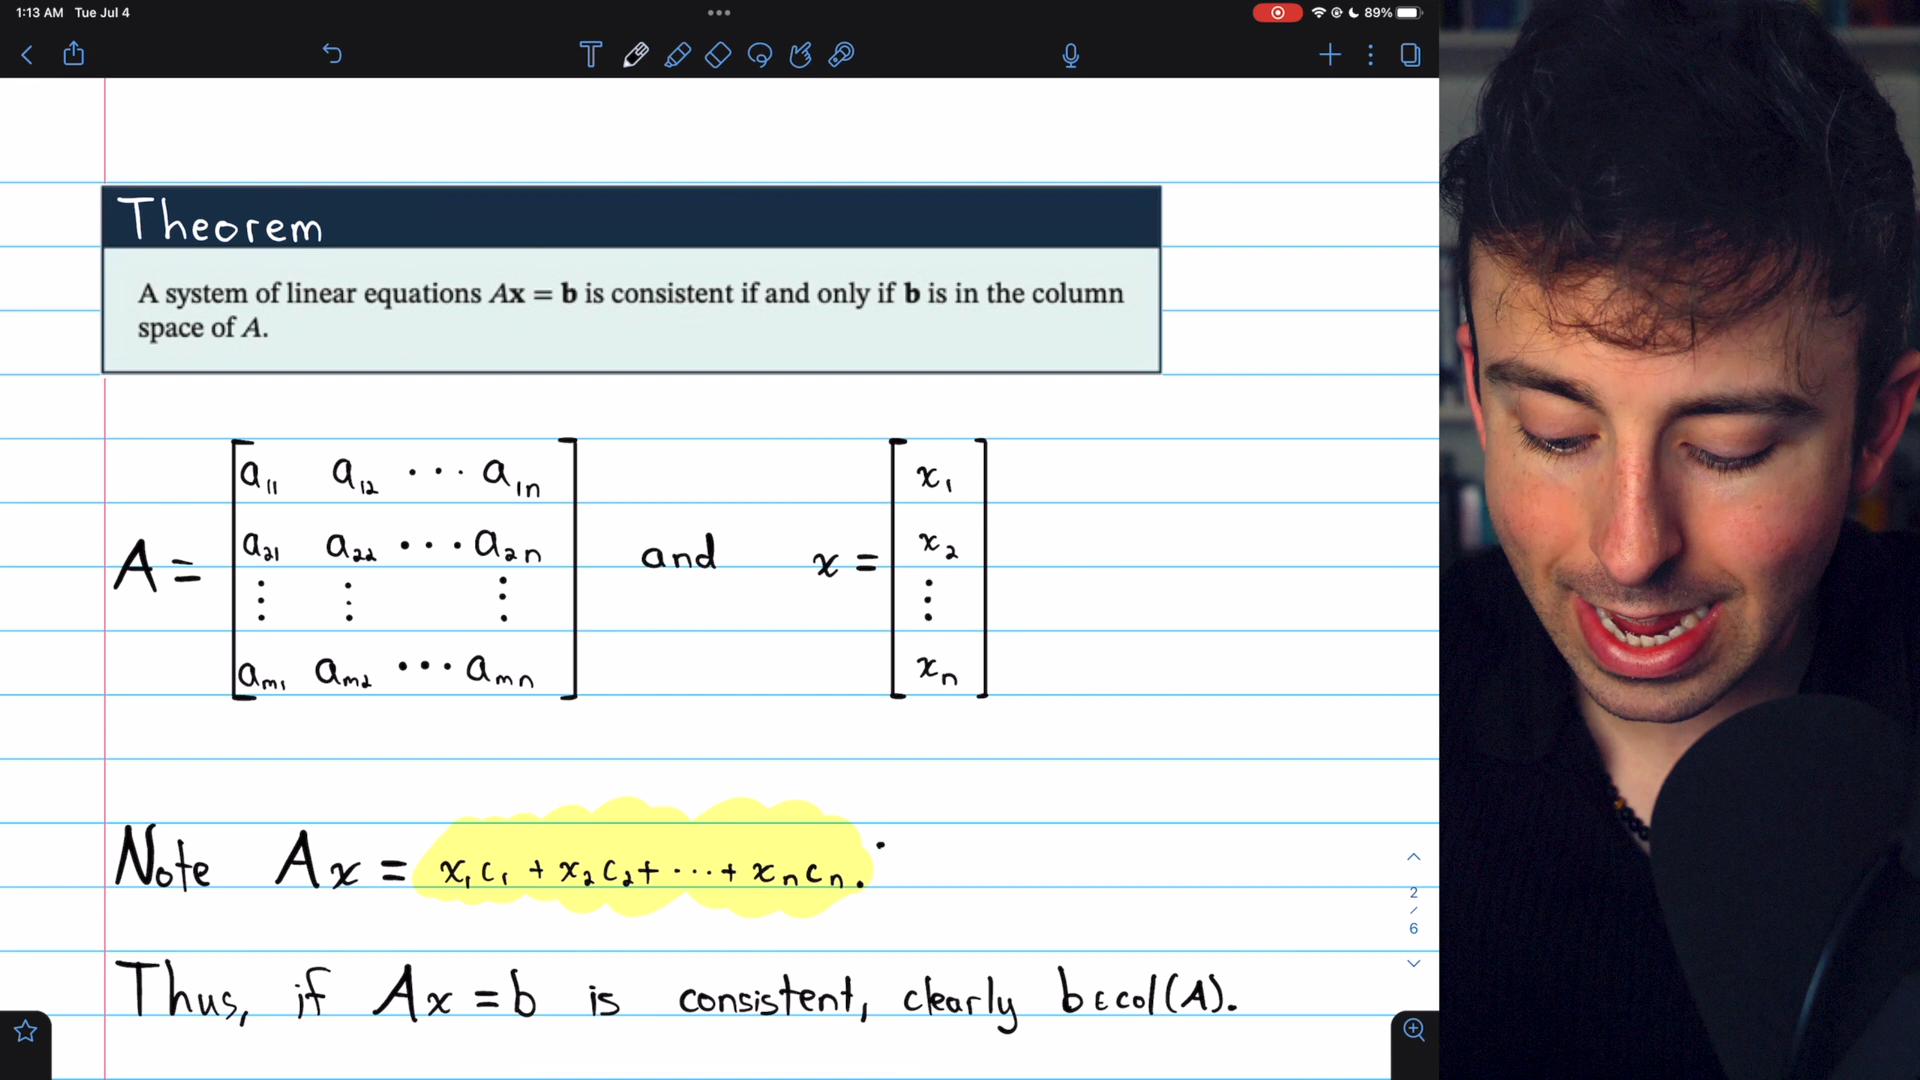 1:13 AM Tue Jul 4
89%
Theorem
A system of linear equations Ax = b is consistent if and only if b is in the column
space of A.
A = [a₁₁ a₁₂ ··· a₁ₙ
a₂₁ a₂₂ ··· a₂ₙ
⋮ ⋮ ⋮
aₘ₁ aₘ₂ ··· aₘₙ] and x = [x₁
x₂
⋮
xₙ]
Note Ax = x₁c₁ + x₂c₂ + ··· + xₙcₙ.
2
/
6
Thus, if Ax = b is consistent, clearly b ∈ col(A).